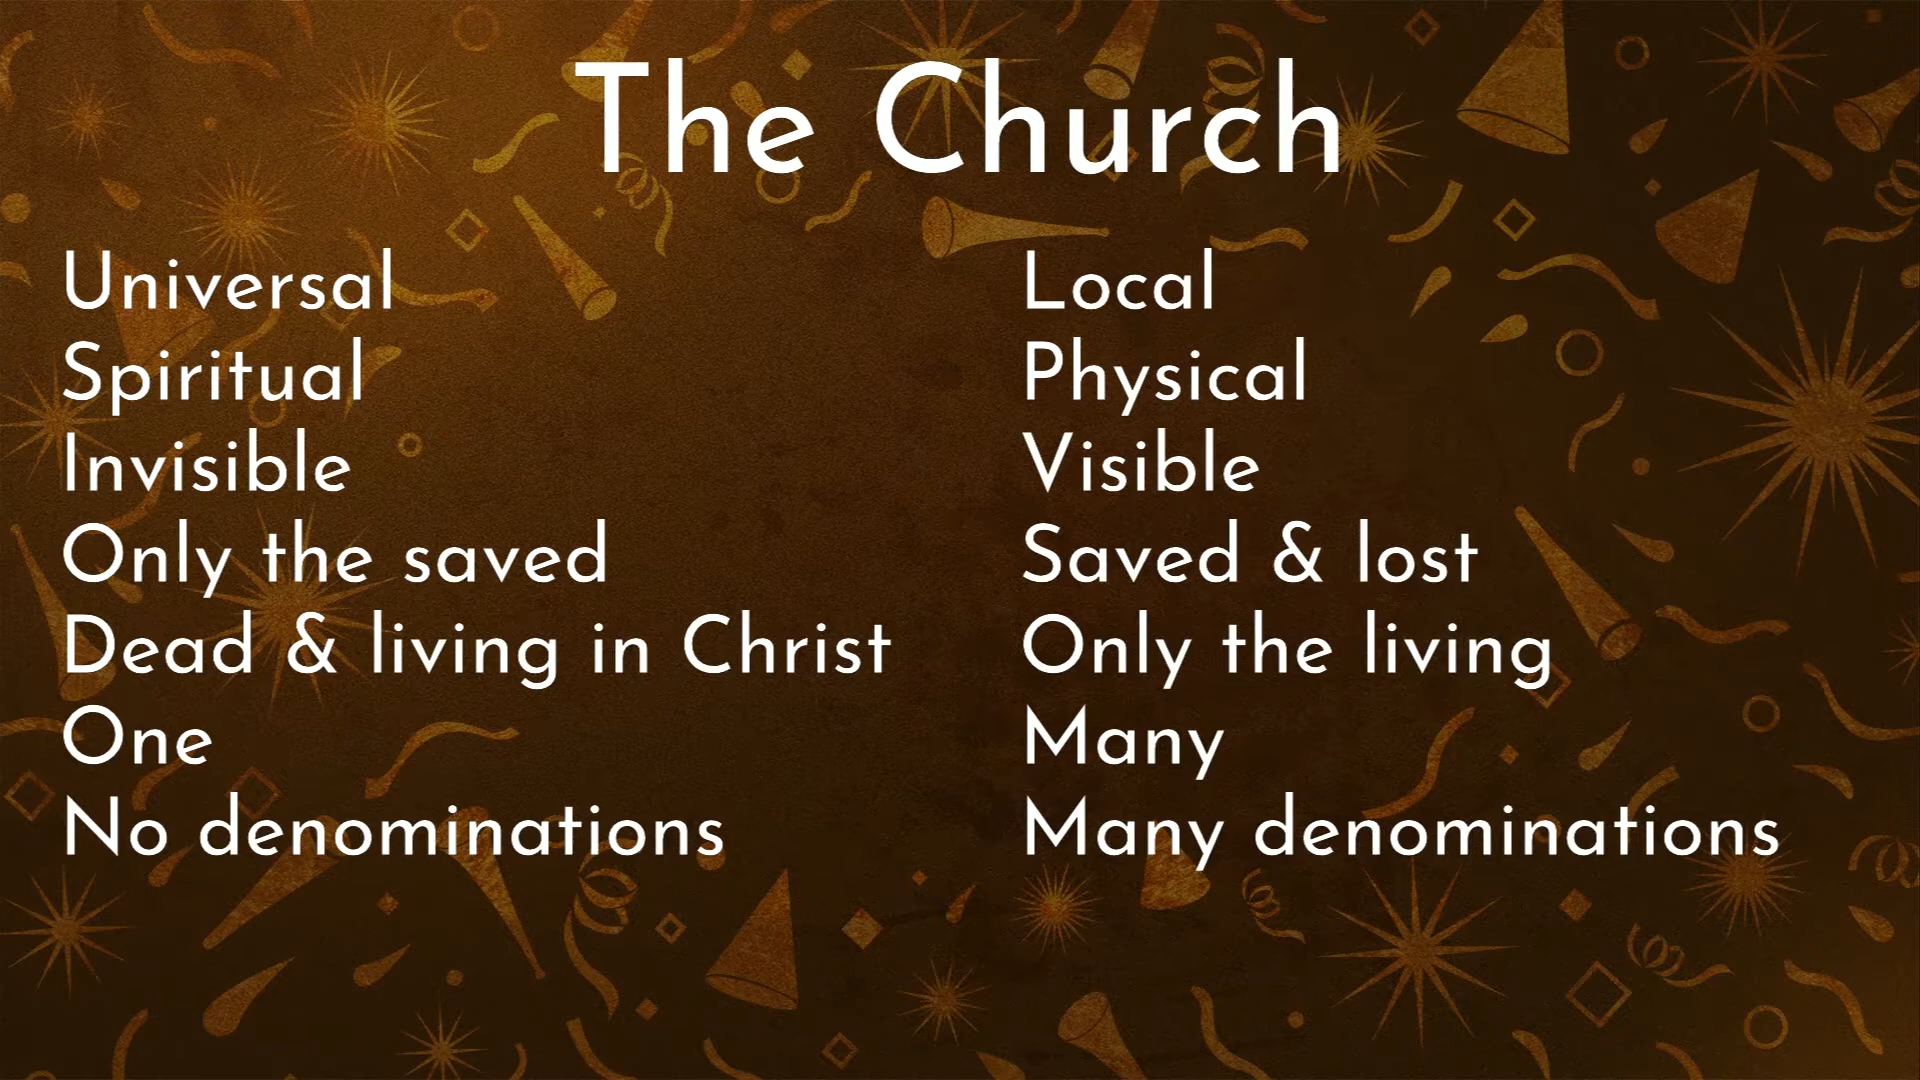 The Church
Universal
Spiritual
Invisible
Only the saved
Dead & living in Christ
One
No denominations
Local
Physical
Visible
Saved & lost
Only the living
Many
Many denominations